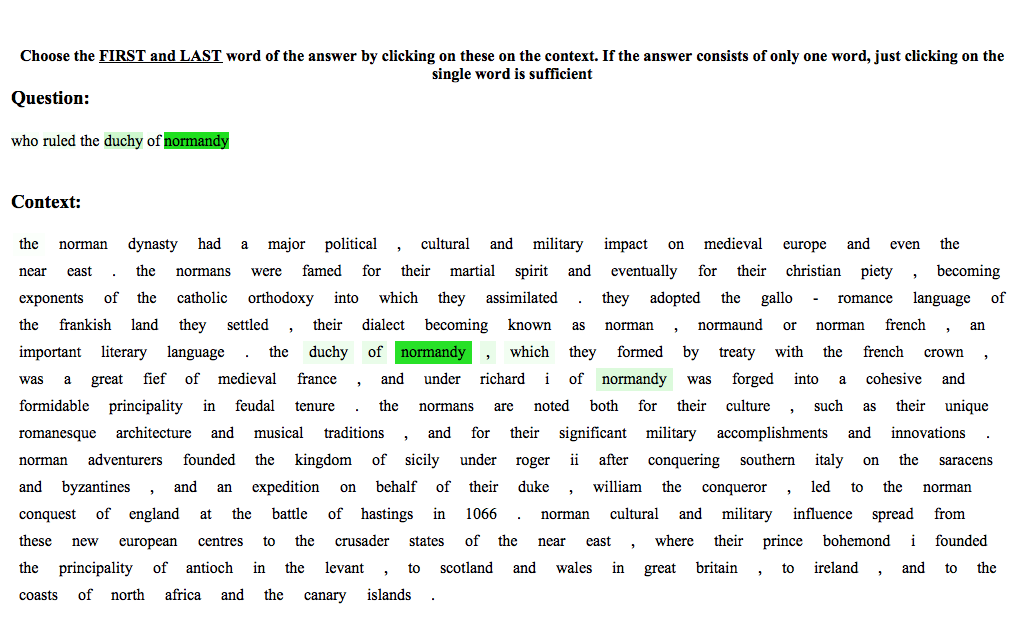 Choose the FIRST and LAST word of the answer by clicking on these on the context. If the answer consists of only one word, just clicking on the
single word is sufficient
Question:
who ruled the duchy of normandy
Context:
the norman dynasty had a major political , cultural and military impact on medieval europe and even the
near east . the normans were famed for their martial spirit and eventually for their christian piety , becoming
exponents of the catholic orthodoxy into which they assimilated . they adopted the gallo - romance language of
the frankish land they settled , their dialect becoming known as norman , normaund or norman french , an
important literary language . the duchy of normandy , which they formed by treaty with the french crown ,
was a great fief of medieval france , and under richard i of normandy was forged into a cohesive and
formidable principality in feudal tenure . the normans are noted both for their culture , such as their unique
romanesque architecture and musical traditions , and for their significant military accomplishments and innovations .
norman adventurers founded the kingdom of sicily under roger ii after conquering southern italy on the saracens
and byzantines , and an expedition on behalf of their duke , william the conqueror , led to the norman
conquest of england at the battle of hastings in 1066 . norman cultural and military influence spread from
these new european centres to the crusader states of the near east , where their prince bohemond i founded
the principality of antioch in the levant , to scotland and wales in great britain , to ireland , and to the
coasts of north africa and the canary islands .